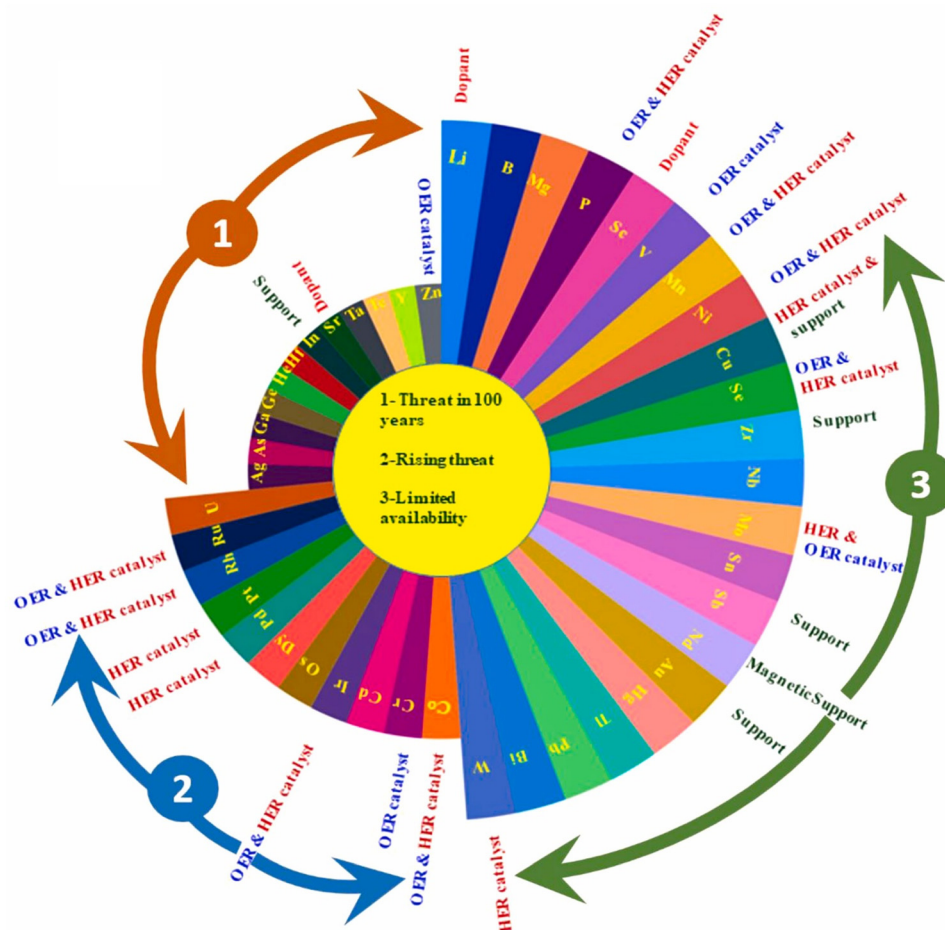 1- Threat in 100
years
2-Rising threat
3-Limited
availability
1
2
3
Dopant
OER & HER catalyst
Dopant
OER catalyst
OER & HER catalyst
OER & HER catalyst
HER catalyst &
support
OER &
HER catalyst
Support
HER &
OER catalyst
Support
Magnetic Support
Support
HER catalyst
OER & HER catalyst
OER catalyst
OER & HER catalyst
HER catalyst
HER catalyst
OER & HER catalyst
OER & HER catalyst
Support
Dopant
OER catalyst
Li
B
Mg
P
Sc
V
Mn
Ni
Cu
Se
Zr
Nb
Mo
Sn
Sb
Nd
Au
Hg
Tl
Pb
Bi
W
Co
Cr
Cd
Ir
Os
Dy
Pd
Pt
Rh
Ru
U
Ag
As
Ga
Ge
He
Hf
In
Sr
Ta
Te
Y
Zn